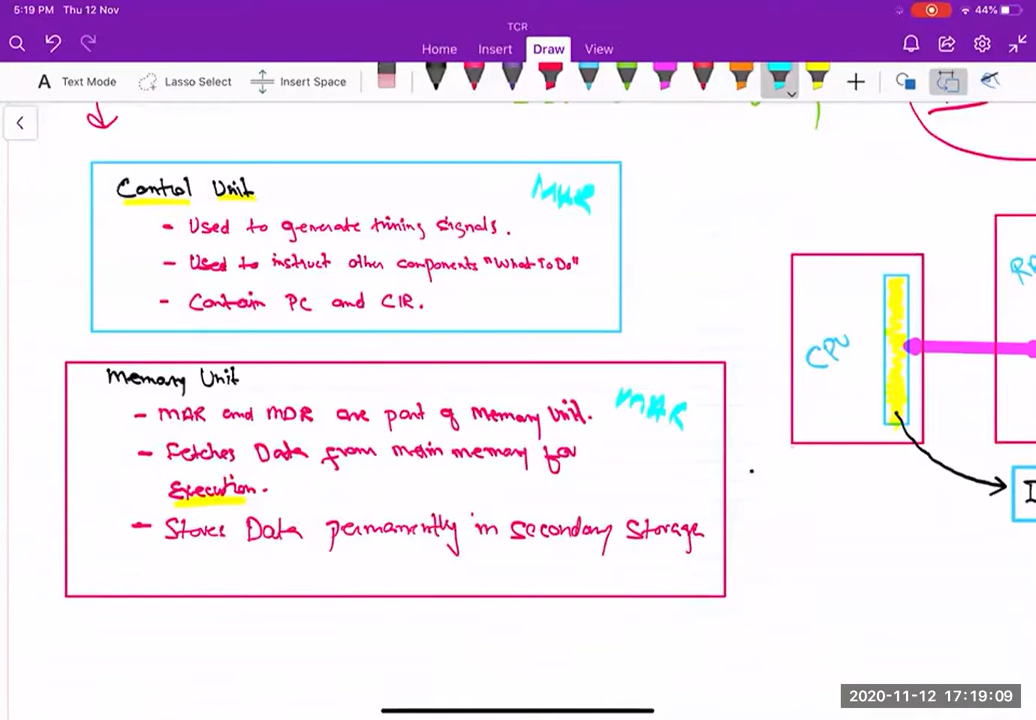 5:19 PM Thu 12 Nov
44%
TCR
Home Insert Draw View
A Text Mode Lasso Select Insert Space
Control Unit
- Used to generate timing signals.
- Used to instruct other components "What To Do"
- Contain PC and CIR.
Memory Unit
- MAR and MDR are part of Memory Unit.
MAR
- Fetches Data from main memory for
Execution.
- Stores Data permanently in secondary Storage
CPU
2020-11-12 17:19:09